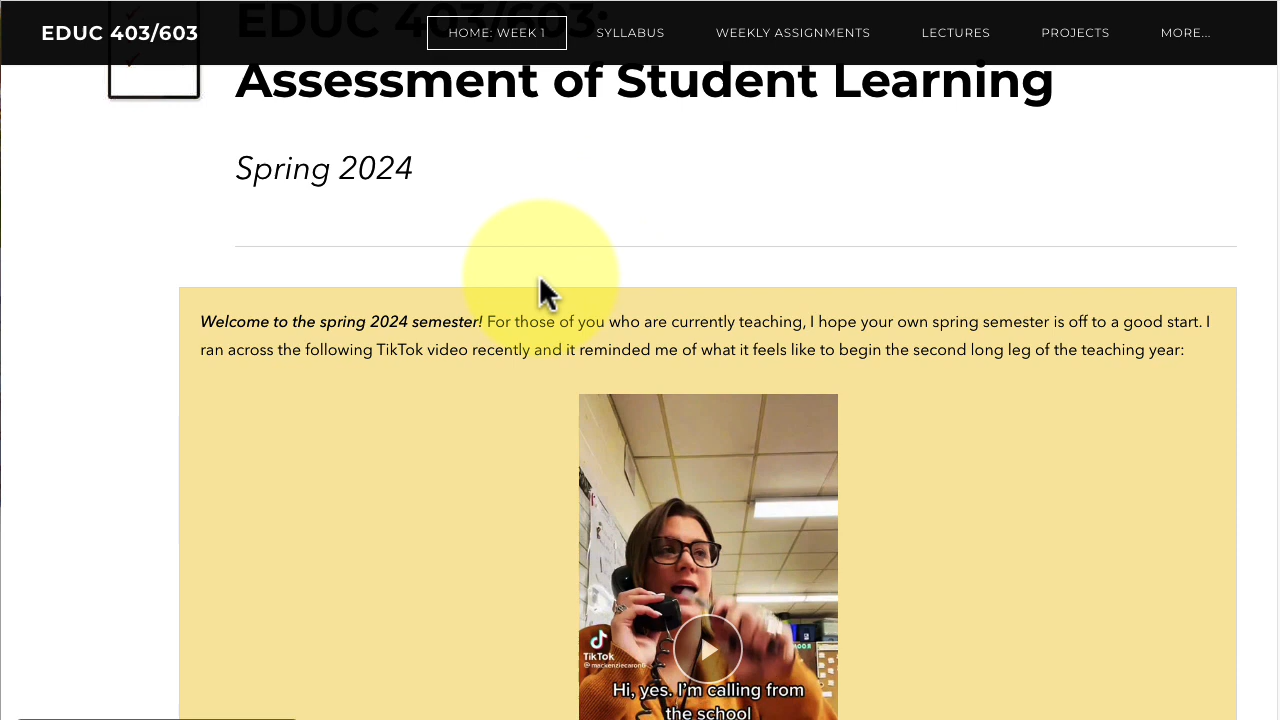 EDUC 403/603
HOME: WEEK 1
SYLLABUS
WEEKLY ASSIGNMENTS
LECTURES
PROJECTS
MORE...
EDUC 403/603:
Assessment of Student Learning
Spring 2024
Welcome to the spring 2024 semester! For those of you who are currently teaching, I hope your own spring semester is off to a good start. I
ran across the following TikTok video recently and it reminded me of what it feels like to begin the second long leg of the teaching year:
TikTok
Hi, yes. I'm calling from
the school